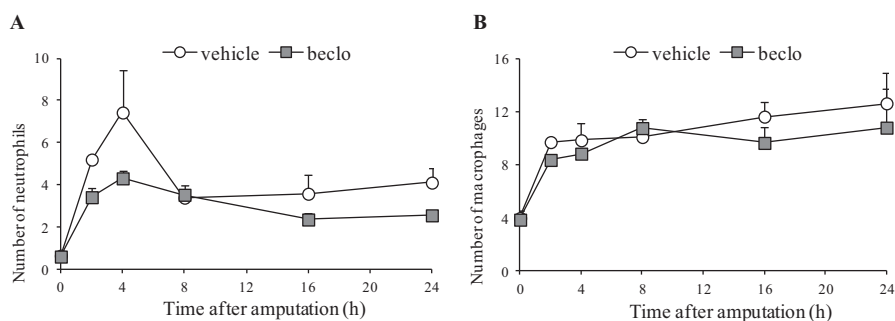 A
vehicle beclo
10
8
6
4
2
0
Number of neutrophils
0 4 8 12 16 20 24
Time after amputation (h)
B
vehicle beclo
16
12
8
4
0
Number of ma crophages
0 4 8 12 16 20 24
Time after amputation (h)